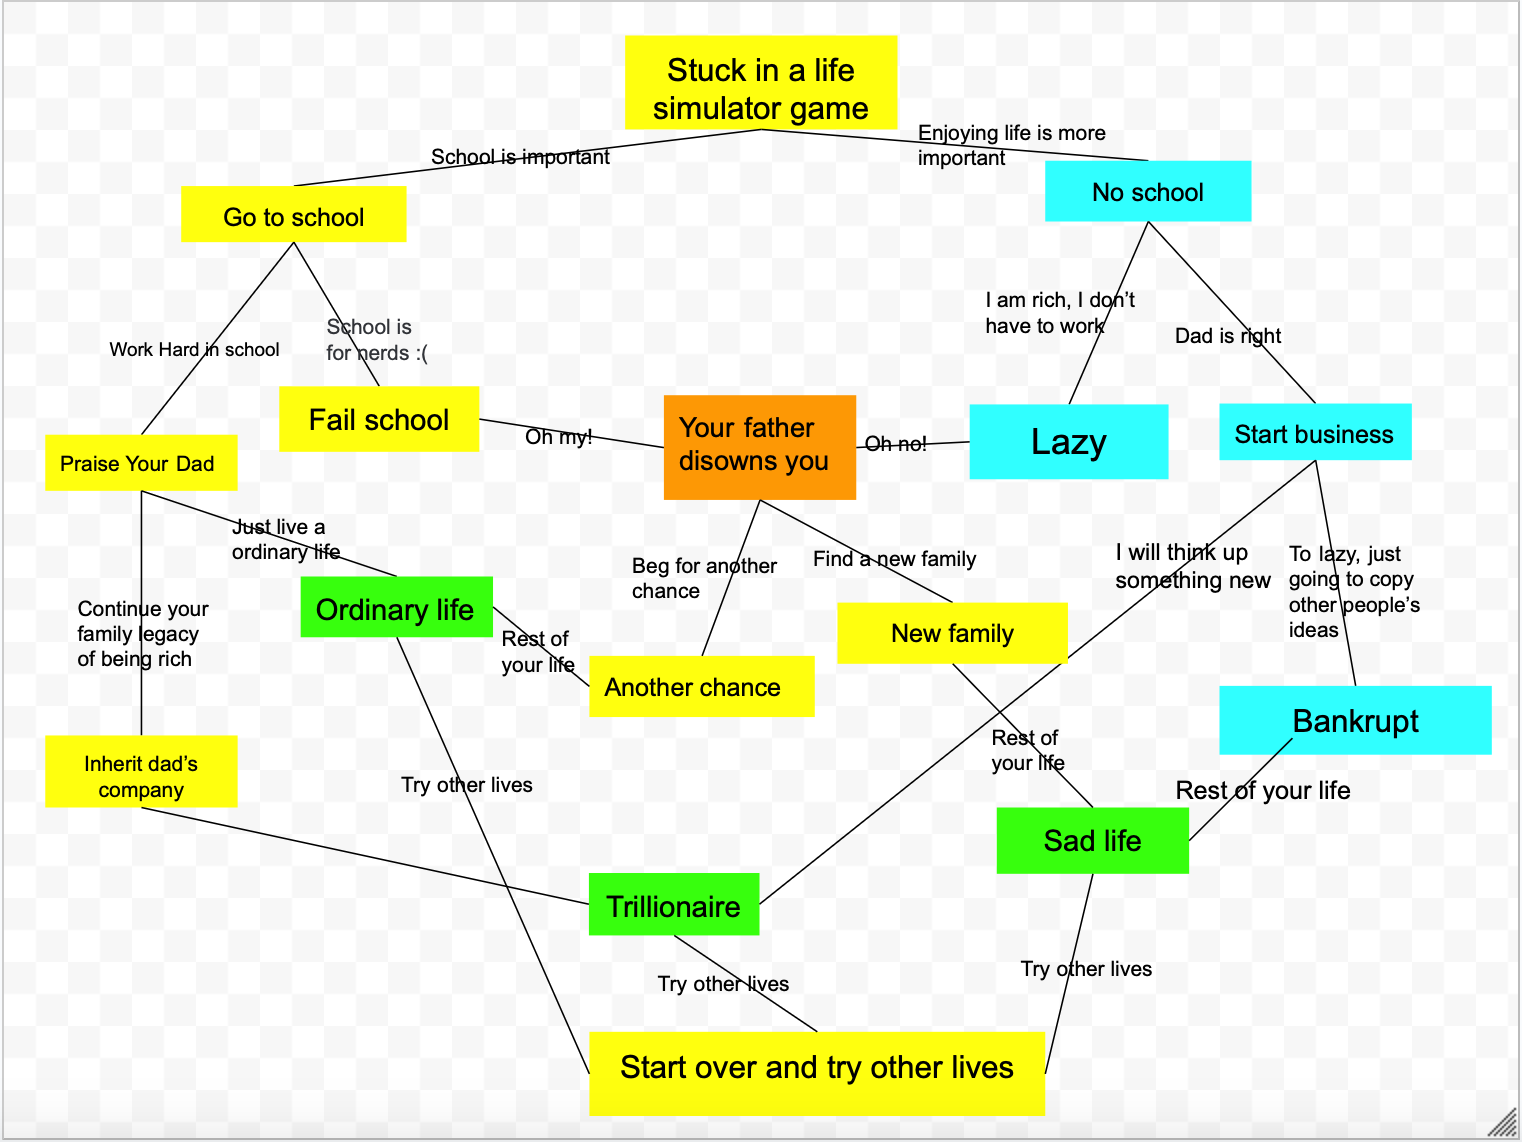 Stuck in a life
simulator game
School is important
Enjoying life is more
important
Go to school
No school
Work Hard in school
School is
for nerds :(
I am rich, I don’t
have to work
Dad is right
Fail school
Oh my!
Your father
disowns you
Oh no!
Lazy
Start business
Praise Your Dad
Just live a
ordinary life
Beg for another
chance
Find a new family
I will think up
something new
To lazy, just
going to copy
other people’s
ideas
Continue your
family legacy
of being rich
Ordinary life
Rest of
your life
Another chance
New family
Bankrupt
Inherit dad’s
company
Try other lives
Rest of
your life
Rest of your life
Sad life
Trillionaire
Try other lives
Try other lives
Start over and try other lives